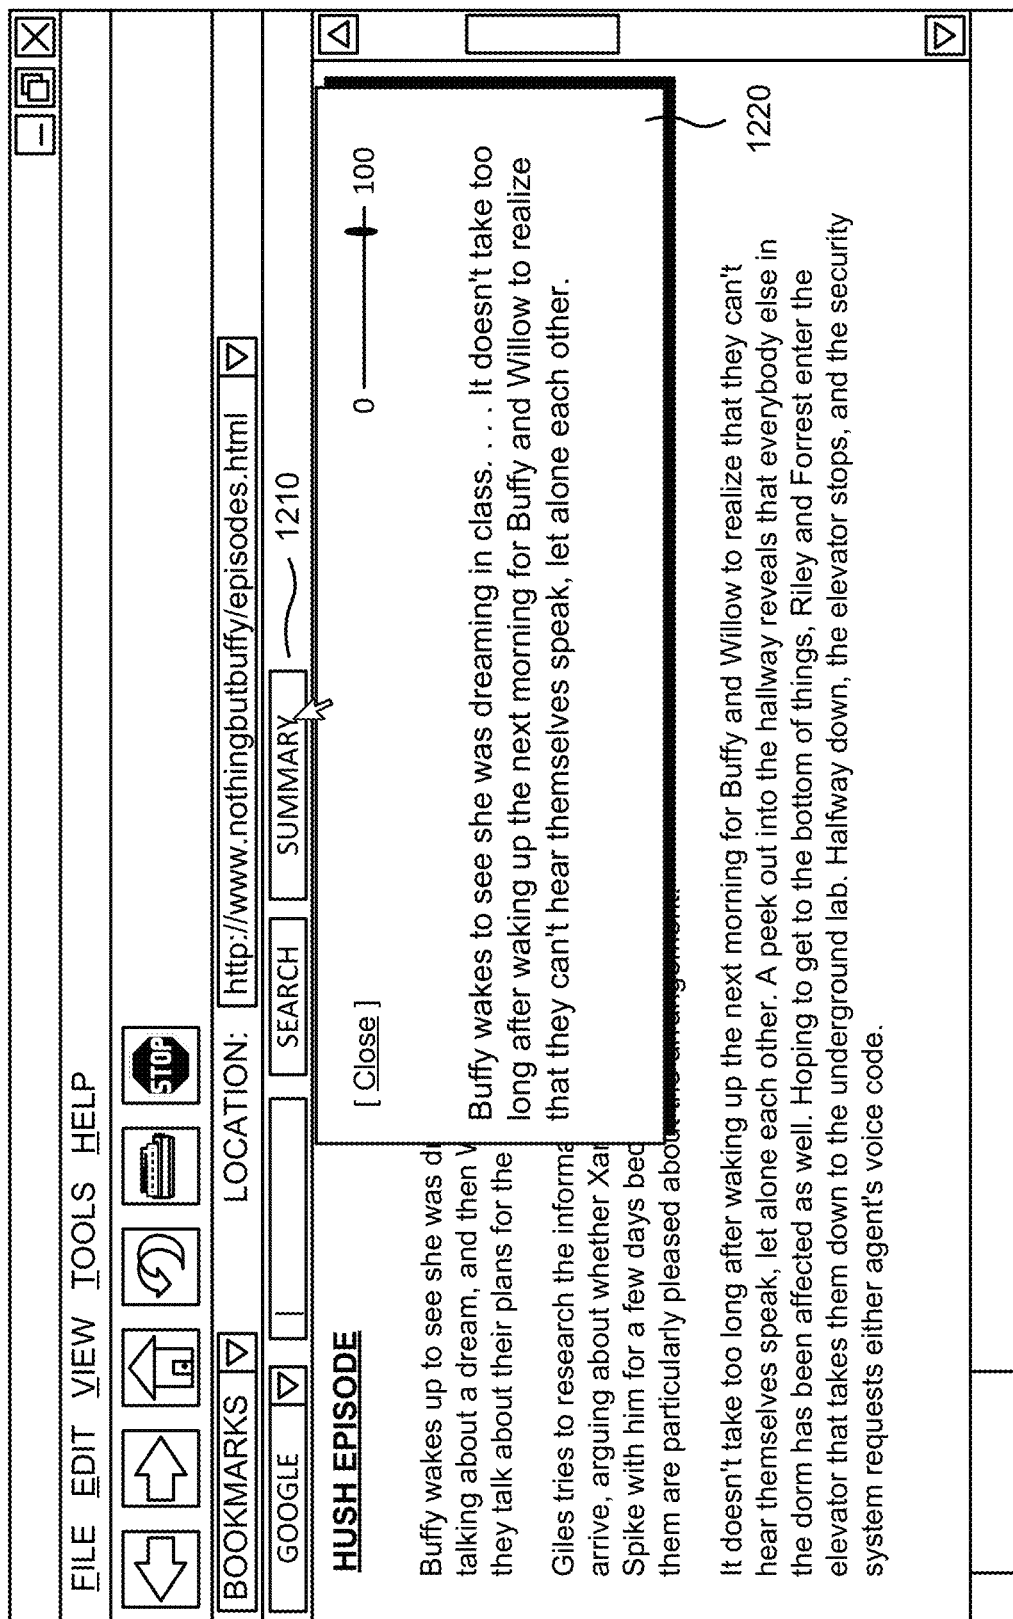 FILE EDIT VIEW TOOLS HELP
STOP
BOOKMARKS LOCATION: http://www.nothingbutbuffy/episodes.html
GOOGLE SEARCH SUMMARY 1210
HUSH EPISODE
[ Close ] 0 100
Buffy wakes to see she was dreaming in class. . . . It doesn't take too
long after waking up the next morning for Buffy and Willow to realize
that they can't hear themselves speak, let alone each other.
1220
Buffy wakes up to see she was
talking about a dream, and then
they talk about their plans for the
Giles tries to research the
arrive, arguing about whether
Spike with him for a few days
them are particularly pleased about the arrangement.
It doesn't take too long after waking up the next morning for Buffy and Willow to realize that they can't
hear themselves speak, let alone each other. A peek out into the hallway reveals that everybody else in
the dorm has been affected as well. Hoping to get to the bottom of things, Riley and Forrest enter the
elevator that takes them down to the underground lab. Halfway down, the elevator stops, and the security
system requests either agent's voice code.